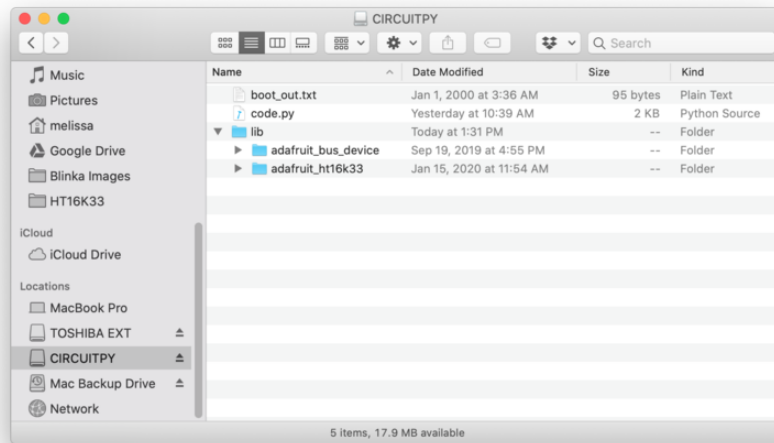 CIRCUITPY
Search
Music
Pictures
melissa
Google Drive
Blinka Images
HT16K33
iCloud
iCloud Drive
Locations
MacBook Pro
TOSHIBA EXT
CIRCUITPY
Mac Backup Drive
Network
Name Date Modified Size Kind
boot_out.txt Jan 1, 2000 at 3:36 AM 95 bytes Plain Text
code.py Yesterday at 10:39 AM 2 KB Python Source
lib Today at 1:31 PM -- Folder
adafruit_bus_device Sep 19, 2019 at 4:55 PM -- Folder
adafruit_ht16k33 Jan 15, 2020 at 11:54 AM -- Folder
5 items, 17.9 MB available